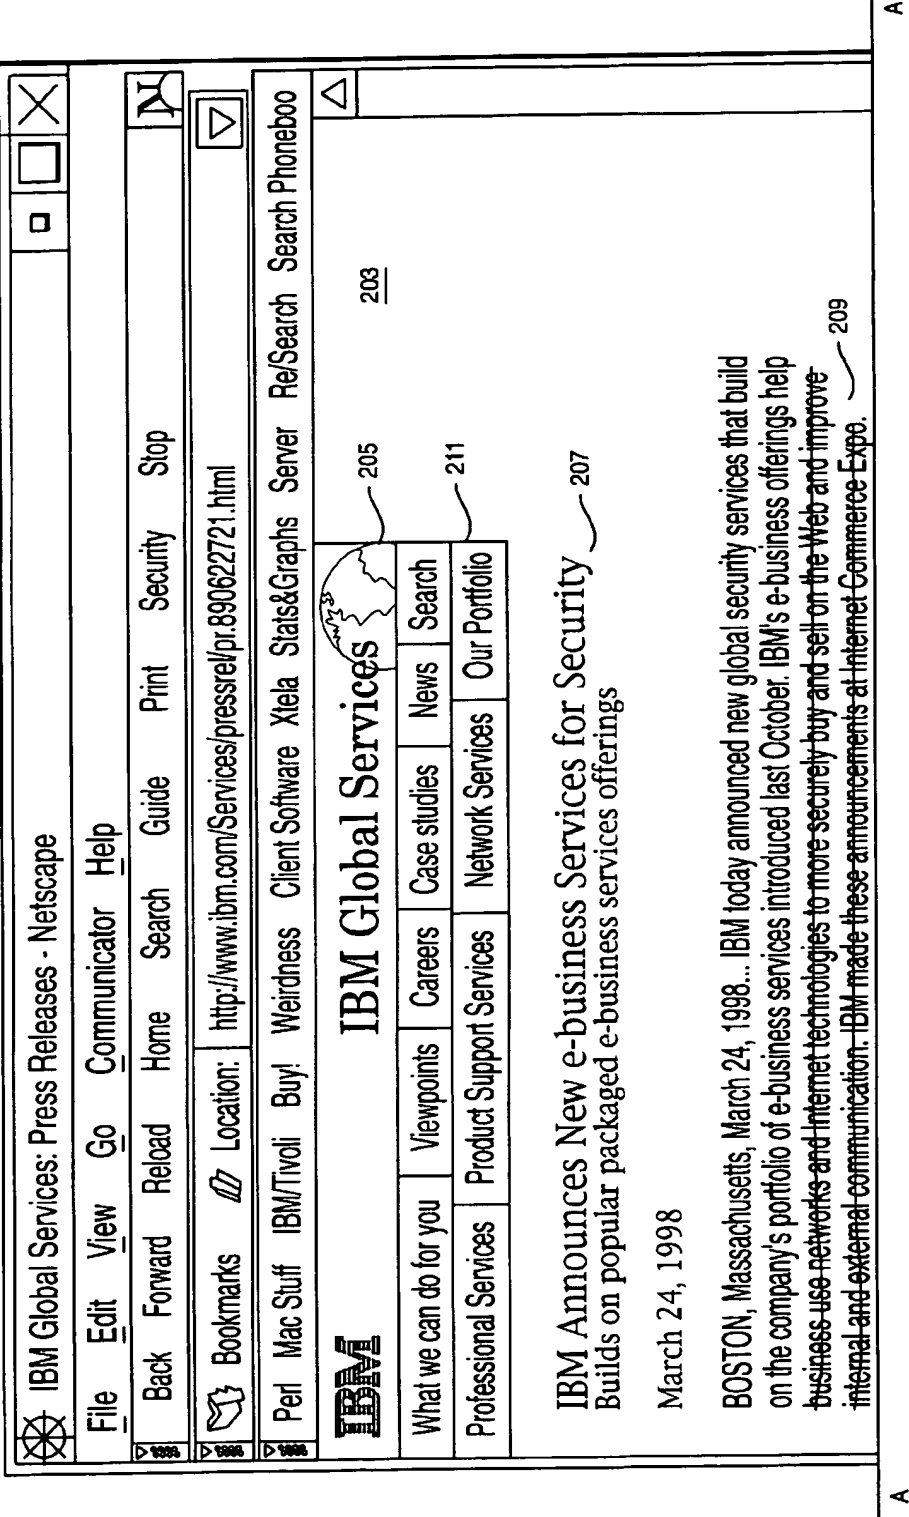 IBM Global Services: Press Releases - Netscape
File Edit View Go Communicator Help
Back Forward Reload Home Search Guide Print Security Stop
N
Bookmarks Location: http://www.ibm.com/Services/pressrel/pr.890622721.html
Perl Mac Stuff IBM/Tivoli Buy! Weirdness Client Software Xtela Stats&Graphs Server Re/Search Search Phoneboo
IBM IBM Global Services
203
205
What we can do for you Viewpoints Careers Case studies News Search
Professional Services Product Support Services Network Services Our Portfolio
211
IBM Announces New e-business Services for Security
207
Builds on popular packaged e-business services offerings
March 24, 1998
BOSTON, Massachusetts, March 24, 1998... IBM today announced new global security services that build
on the company's portfolio of e-business services introduced last October. IBM's e-business offerings help
business use networks and Internet technologies to more securely buy and sell on the Web and improve
internal and external communication. IBM made these announcements at Internet Commerce Expo.
209
A A